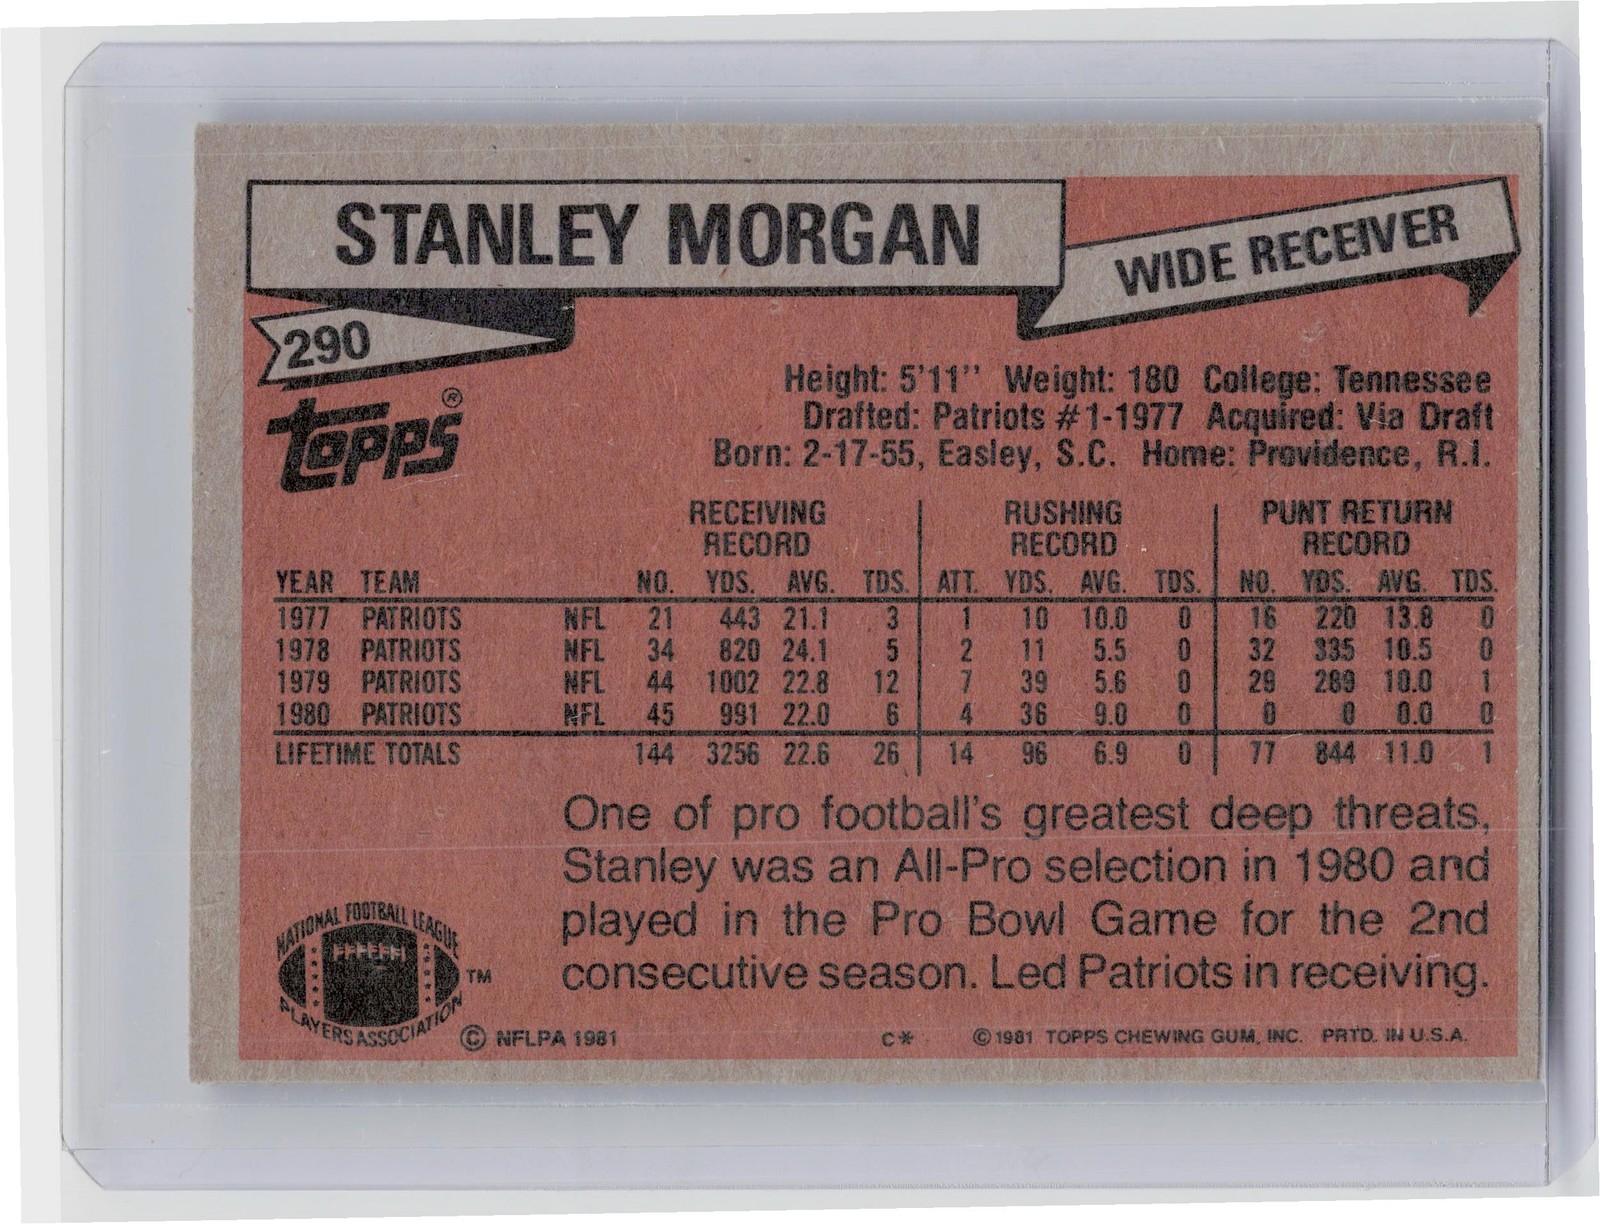 STANLEY MORGAN
WIDE RECEIVER
290
topps®
Height: 5'11'' Weight: 180 College: Tennessee
Drafted: Patriots #1-1977 Acquired: Via Draft
Born: 2-17-55, Easley, S.C. Home: Providence, R.I.
RECEIVING RECORD RUSHING RECORD PUNT RETURN RECORD
YEAR TEAM NO. YDS. AVG. TDS. ATT. YDS. AVG. TDS. NO. YDS. AVG. TDS.
1977 PATRIOTS NFL 21 443 21.1 3 1 10 10.0 0 16 220 13.8 0
1978 PATRIOTS NFL 34 820 24.1 5 2 11 5.5 0 32 335 10.5 0
1979 PATRIOTS NFL 44 1002 22.8 12 7 39 5.6 0 29 289 10.0 1
1980 PATRIOTS NFL 45 991 22.0 6 4 36 9.0 0 0 0 0.0 0
LIFETIME TOTALS 144 3256 22.6 26 14 96 6.9 0 77 844 11.0 1
One of pro football's greatest deep threats,
Stanley was an All-Pro selection in 1980 and
played in the Pro Bowl Game for the 2nd
consecutive season. Led Patriots in receiving.
NATIONAL FOOTBALL LEAGUE
PLAYERS ASSOCIATION ™
© NFLPA 1981 C* © 1981 TOPPS CHEWING GUM, INC. PRTD. IN U.S.A.